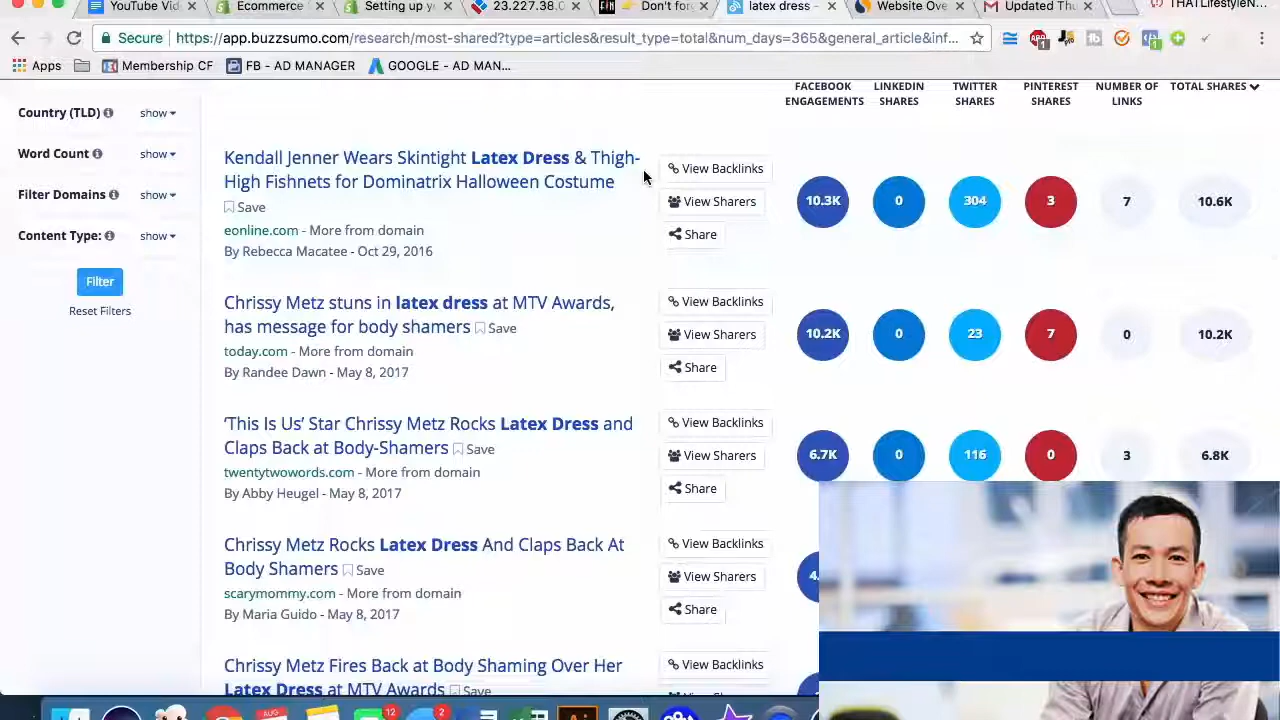 YouTube Vid
Ecommerce
Setting up y
23.227.38.0
Don't for
latex dress -
Website Ove
Updated Thu
THATLifestyleN
Secure
https://app.buzzsumo.com/research/most-shared?type=articles&result_type=total&num_days=365&general_article&inf...
Apps
Membership CF
FB - AD MANAGER
GOOGLE - AD MAN...
FACEBOOK ENGAGEMENTS
LINKEDIN SHARES
TWITTER SHARES
PINTEREST SHARES
NUMBER OF LINKS
TOTAL SHARES
Country (TLD) show
Word Count show
Filter Domains show
Content Type: show
Filter
Reset Filters
Kendall Jenner Wears Skintight Latex Dress & Thigh-
High Fishnets for Dominatrix Halloween Costume
Save
eonline.com - More from domain
By Rebecca Macatee - Oct 29, 2016
View Backlinks
View Sharers
Share
10.3K 0 304 3 7 10.6K
Chrissy Metz stuns in latex dress at MTV Awards,
has message for body shamers Save
today.com - More from domain
By Randee Dawn - May 8, 2017
View Backlinks
View Sharers
Share
10.2K 0 23 7 0 10.2K
'This Is Us' Star Chrissy Metz Rocks Latex Dress and
Claps Back at Body-Shamers Save
twentytwowords.com - More from domain
By Abby Heugel - May 8, 2017
View Backlinks
View Sharers
Share
6.7K 0 116 0 3 6.8K
Chrissy Metz Rocks Latex Dress And Claps Back At
Body Shamers Save
scarymommy.com - More from domain
By Maria Guido - May 8, 2017
View Backlinks
View Sharers
Share
4.
Chrissy Metz Fires Back at Body Shaming Over Her
Latex Dress at MTV Awards Save
View Backlinks
AUG
12
2